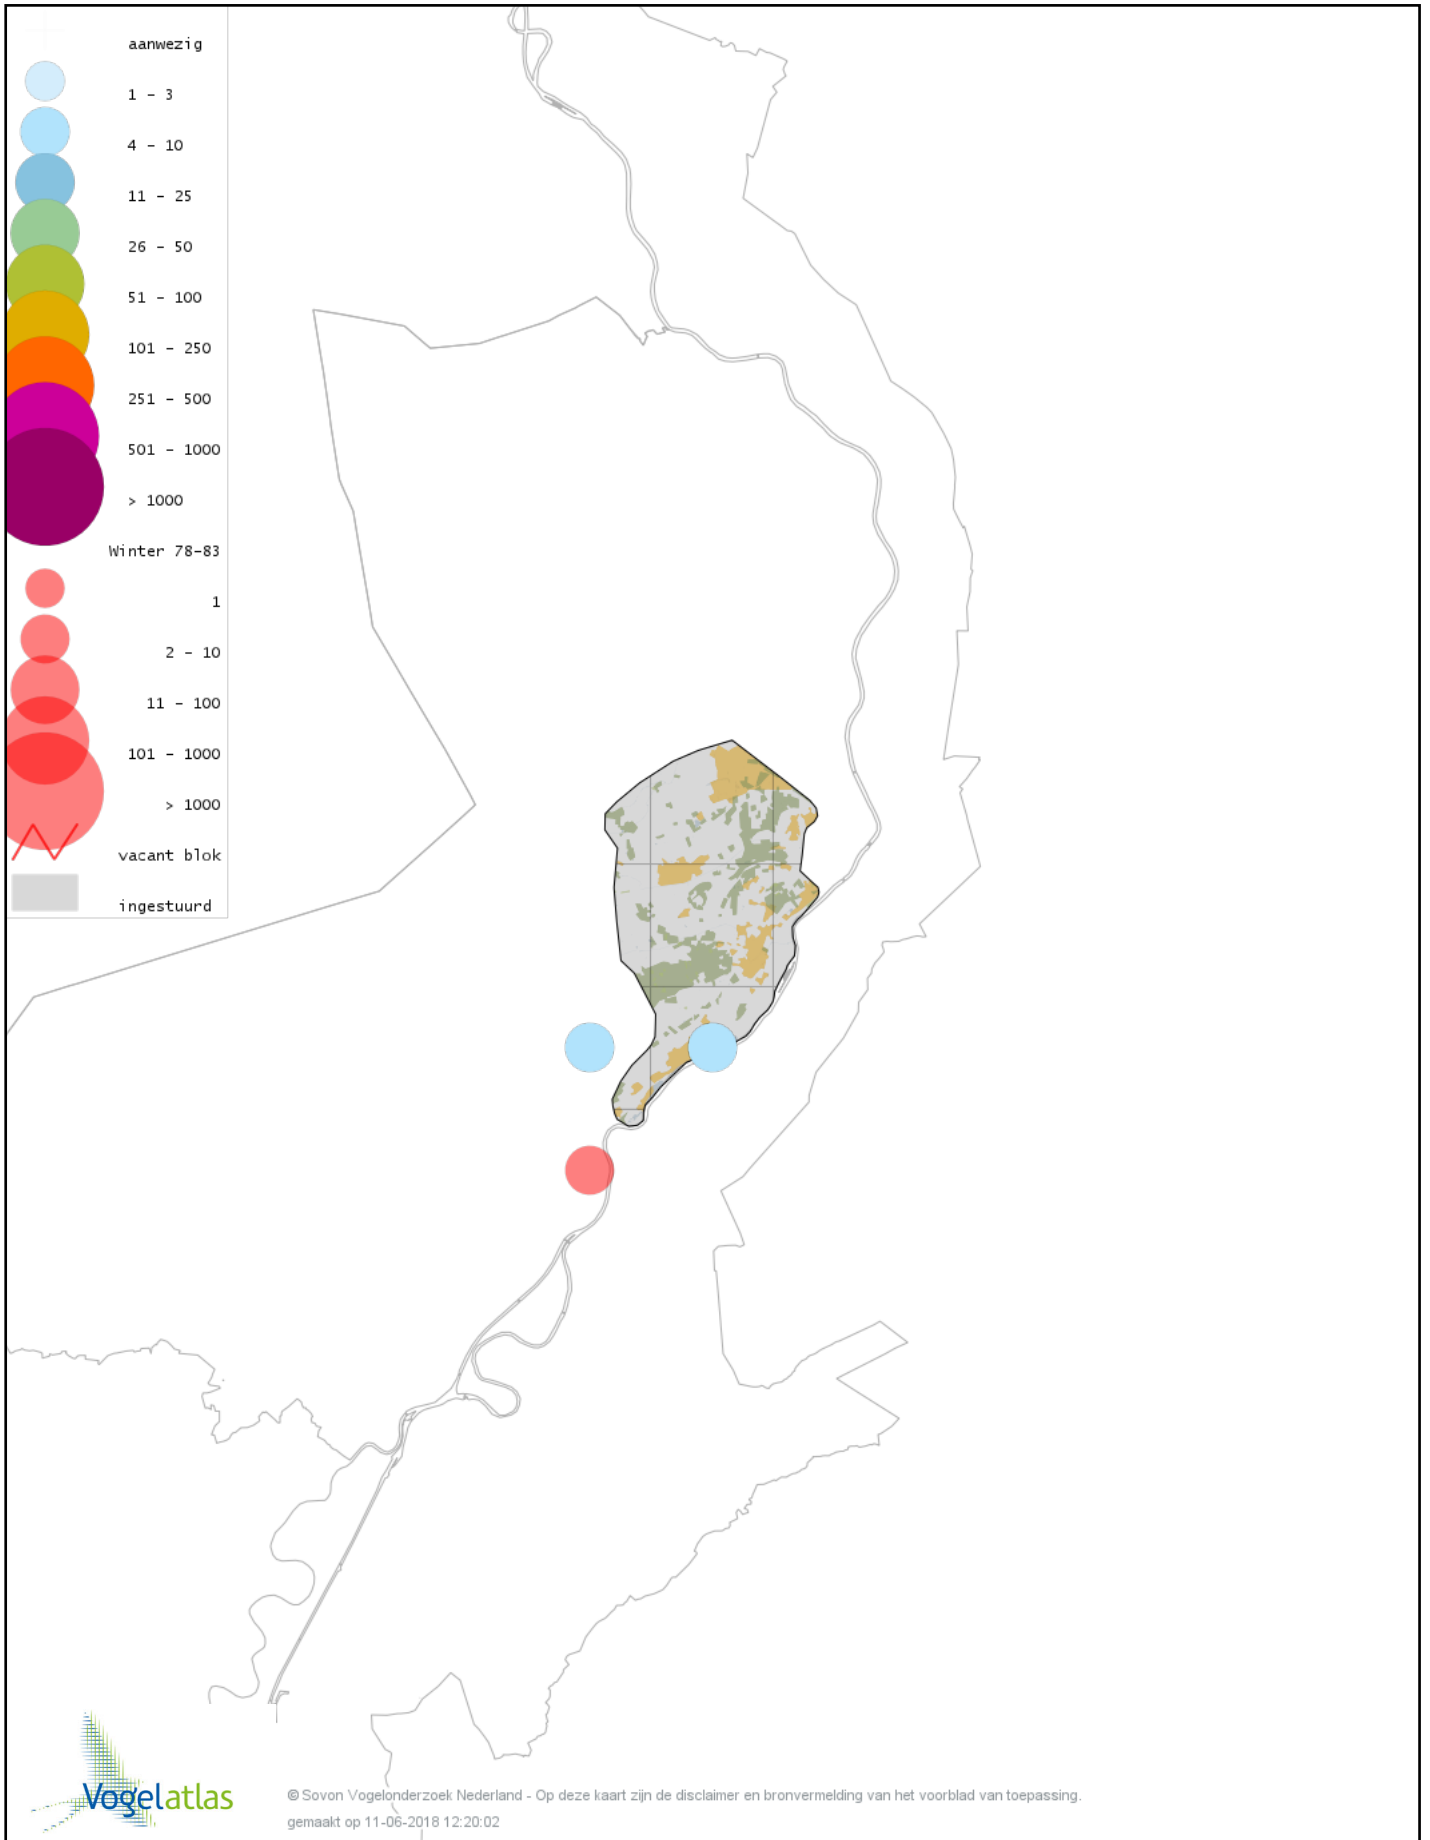 aanwezig
1 - 3
4 - 10
11 - 25
26 - 50
51 - 100
101 - 250
251 - 500
501 - 1000
> 1000
Winter 78-83
1
2 - 10
11 - 100
101 - 1000
> 1000
vacant blok
ingestuurd
Vogelatlas
© Sovon Vogelonderzoek Nederland - Op deze kaart zijn de disclaimer en bronvermelding van het voorblad van toepassing.
gemaakt op 11-06-2018 12:20:02